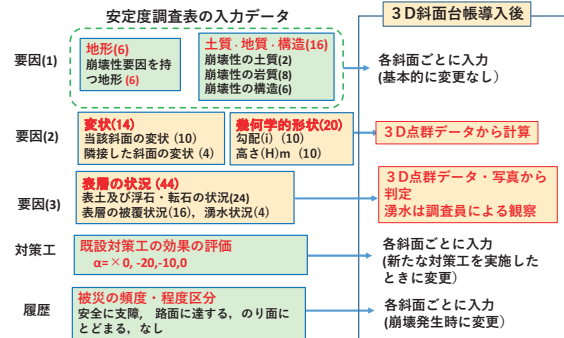 安定度調査表の入力データ
3D斜面台帳導入後
要因(1)
地形(6)
崩壊性要因を持
つ地形 (6)
土質・地質・構造(16)
崩壊性の土質(2)
崩壊性の岩質(8)
崩壊性の構造(6)
各斜面ごとに入力
(基本的に変更なし)
要因(2)
変状(14)
当該斜面の変状 (10)
隣接した斜面の変状 (4)
幾何学的形状(20)
勾配(i) (10)
高さ(H)m (10)
3D点群データから計算
要因(3)
表層の状況 (44)
表土及び浮石・転石の状況(24)
表層の被覆状況(16), 湧水状況(4)
3D点群データ・写真から
判定
湧水は調査員による観察
対策工
既設対策工の効果の評価
α=×0, -20,-10,0
各斜面ごとに入力
(新たな対策工を実施した
ときに変更)
履歴
被災の頻度・程度区分
安全に支障, 路面に達する, のり面に
とどまる, なし
各斜面ごとに入力
(崩壊発生時に変更)